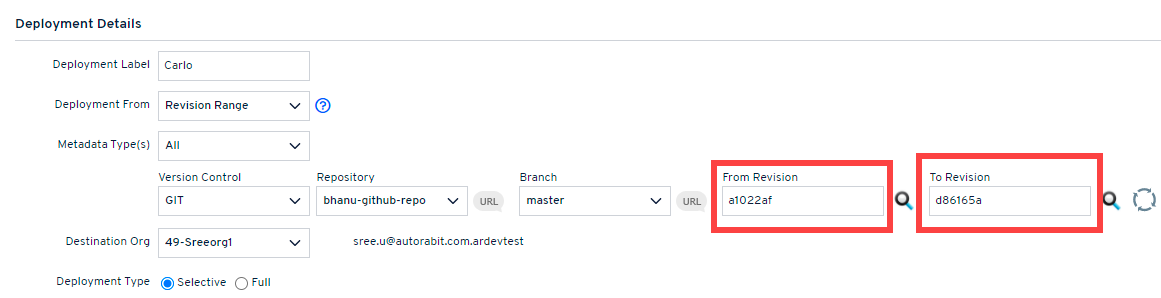 Deployment Details
Deployment Label Carlo
Deployment From Revision Range ?
Metadata Type(s) All
Version Control Repository Branch From Revision To Revision
GIT bhanu-github-repo URL master URL a1022af d86165a
Destination Org 49-Sreeorg1 sree.u@autorabit.com.ardevtest
Deployment Type Selective Full